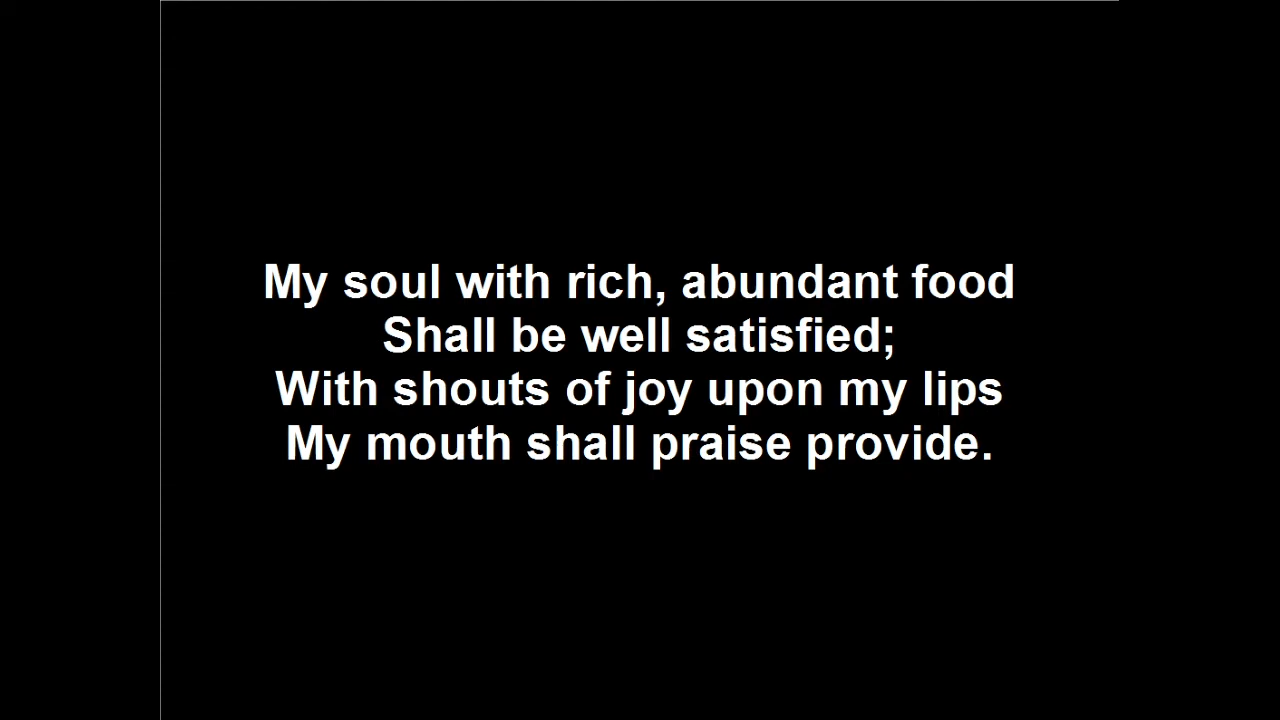 My soul with rich, abundant food
Shall be well satisfied;
With shouts of joy upon my lips
My mouth shall praise provide.